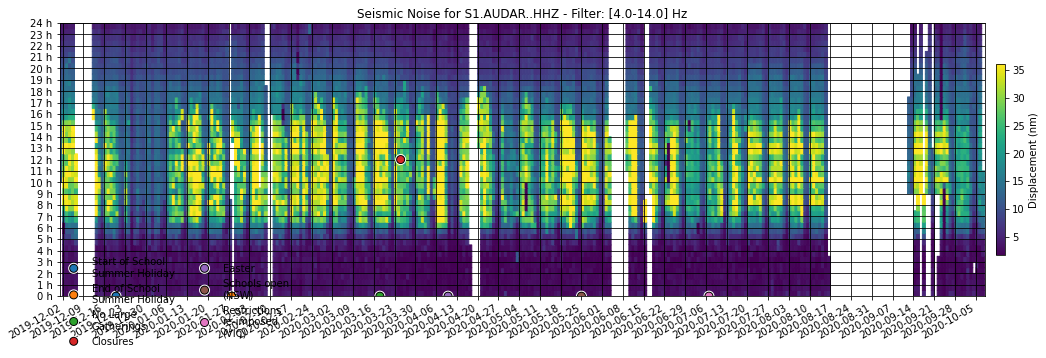 Seismic Noise for S1.AUDAR..HHZ - Filter: [4.0-14.0] Hz
24 h
23 h
22 h
21 h
20 h
19 h
18 h
17 h
16 h
15 h
14 h
13 h
12 h
11 h
10 h
9 h
8 h
7 h
6 h
5 h
4 h
3 h
2 h
1 h
0 h
35
30
25
20
15
10
5
Displacement (nm)
Start of School
Summer Holiday
End of School
Summer Holiday
No Large
Gatherings
Closures
Easter
Schools open
(NSW)
Restrictions
re-imposed
(VIC)
2019-12-02
2020-02-24
2020-03-02
2020-03-09
2020-03-16
2020-03-23
2020-03-30
2020-04-06
2020-04-13
2020-04-20
2020-04-27
2020-05-04
2020-05-11
2020-05-18
2020-05-25
2020-06-01
2020-06-08
2020-06-15
2020-06-22
2020-06-29
2020-07-06
2020-07-13
2020-07-20
2020-07-27
2020-08-03
2020-08-10
2020-08-17
2020-08-24
2020-08-31
2020-09-07
2020-09-14
2020-09-21
2020-09-28
2020-10-05